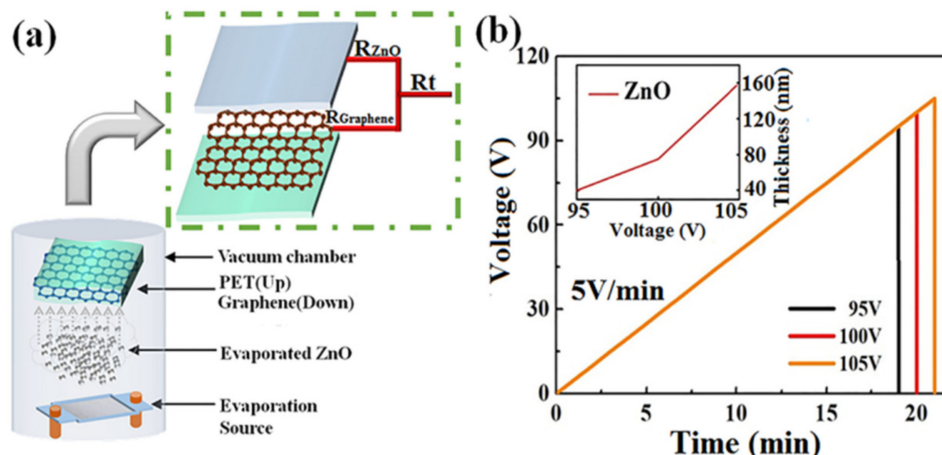 (a)
RZnO
Rt
RGraphene
Vacuum chamber
PET(Up)
Graphene(Down)
Evaporated ZnO
Evaporation
Source
(b)
120
90
60
30
0
Voltage (V)
ZnO
160
120
80
40
Thickness (nm)
95
100
105
Voltage (V)
5V/min
95V
100V
105V
0
5
10
15
20
Time (min)